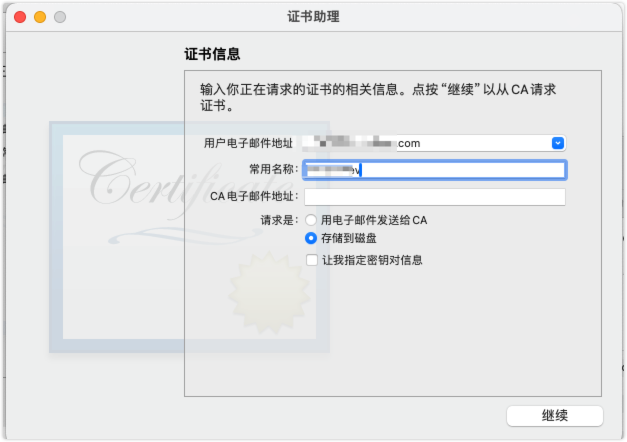 证书助理
证书信息
输入你正在请求的证书的相关信息。点按“继续”以从 CA 请求
证书。
用户电子邮件地址 .com
常用名称：
CA 电子邮件地址：
请求是： 用电子邮件发送给 CA
存储到磁盘
让我指定密钥对信息
Certificate
继续